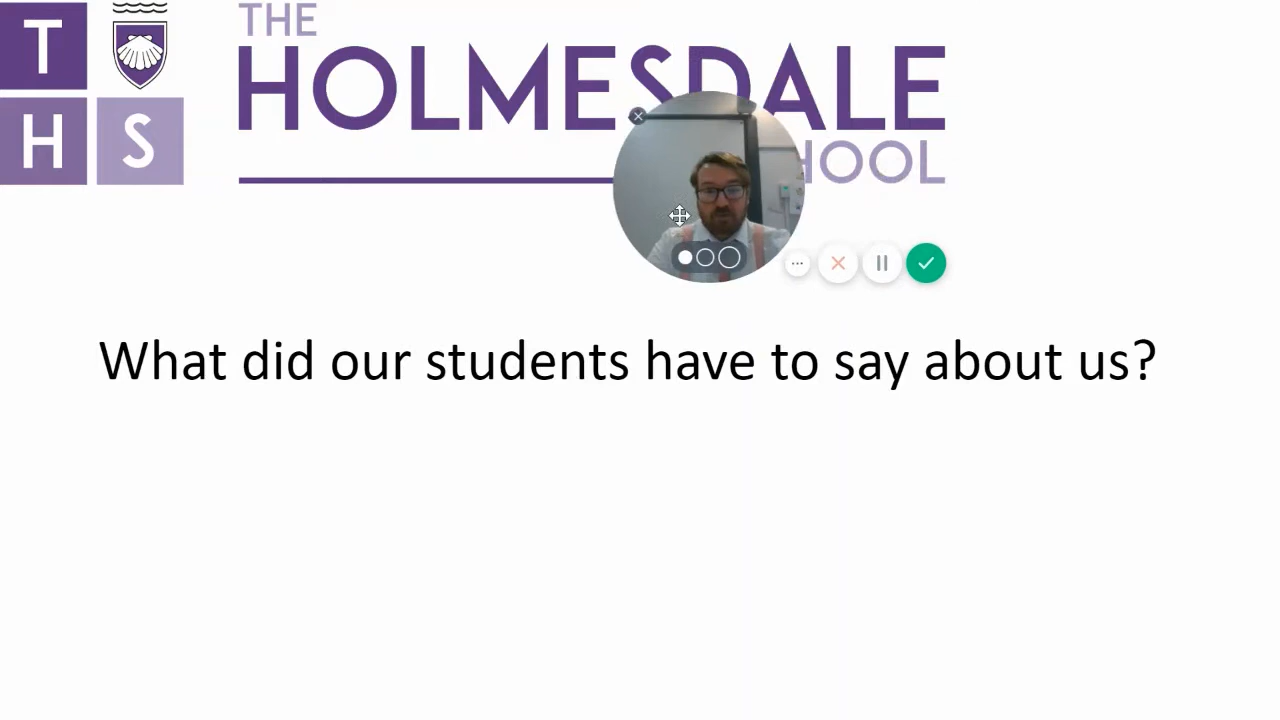 T
H S
THE
HOLMESDALE
HOOL
What did our students have to say about us?